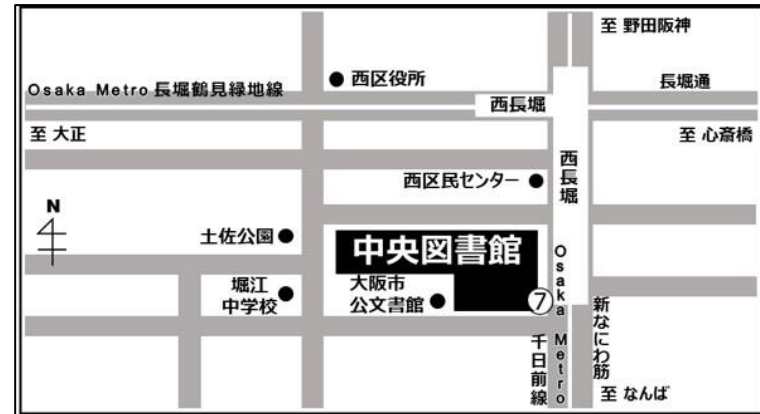 至 野田阪神
西区役所
Osaka Metro 長堀鶴見緑地線
長堀通
西長堀
至 大正
至 心斎橋
西長堀
西区民センター
N
土佐公園
中央図書館
Osaka Metro
千日前線
堀江
中学校
大阪市
公文書館
7
新なにわ筋
至 なんば